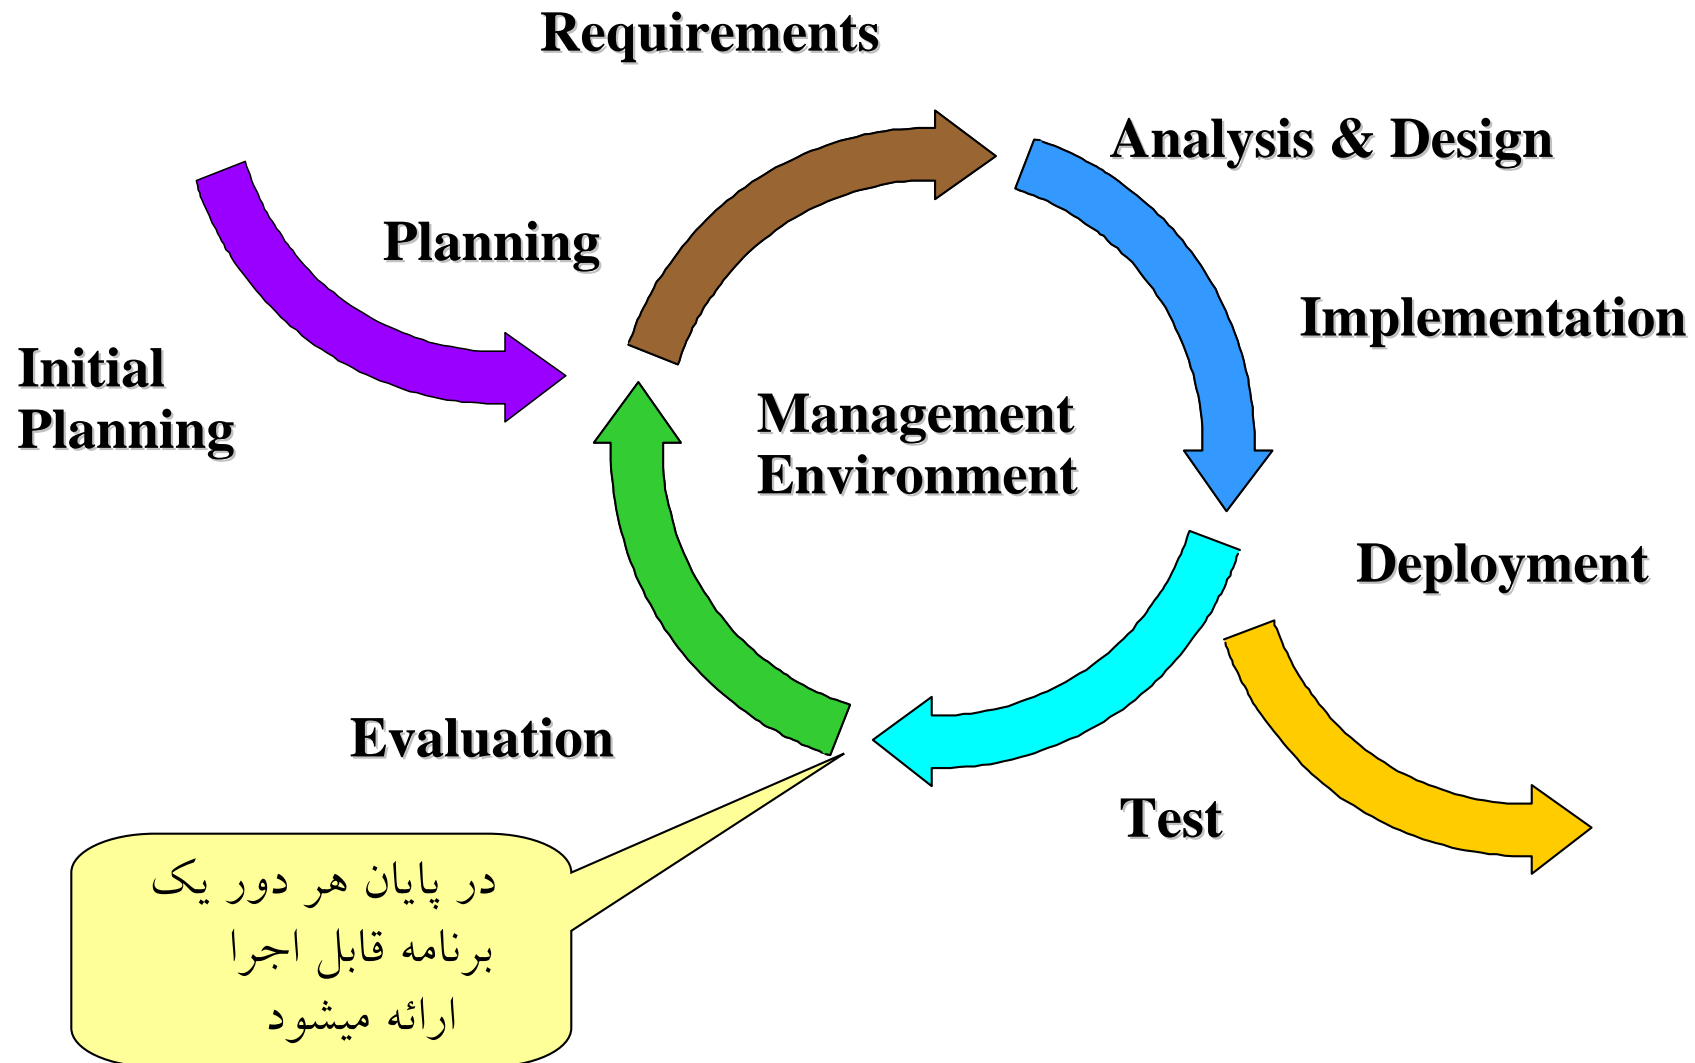 Requirements
Analysis & Design
Planning
Implementation
Initial
Planning
Management
Environment
Deployment
Evaluation
Test
در پایان هر دور یک
برنامه قابل اجرا
ارائه میشود